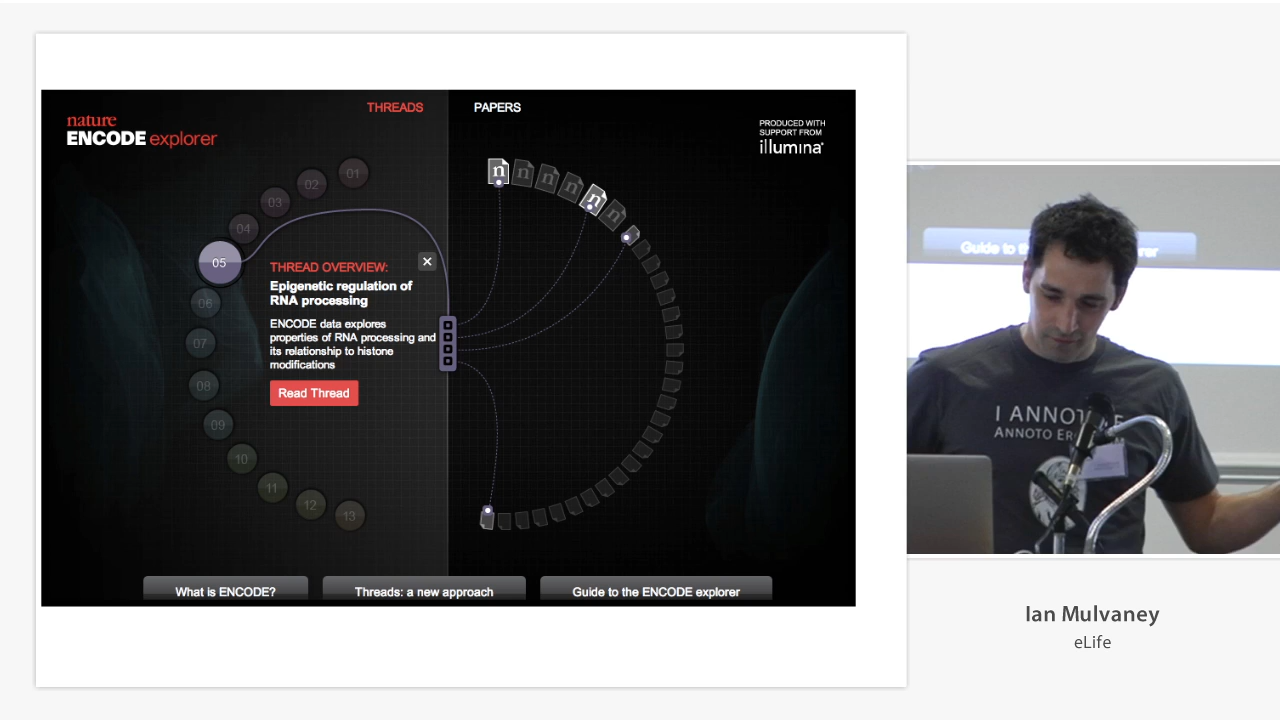 nature
ENCODE explorer
THREADS
PAPERS
PRODUCED WITH
SUPPORT FROM
illumina
01
02
03
04
05
06
07
08
09
10
11
12
13
n
n
n
n
n
n
THREAD OVERVIEW:
Epigenetic regulation of
RNA processing
ENCODE data explores
properties of RNA processing and
its relationship to histone
modifications
Read Thread
What is ENCODE?
Threads: a new approach
Guide to the ENCODE explorer
Guide to
I ANNOT
ANNOTO
Ian Mulvaney
eLife